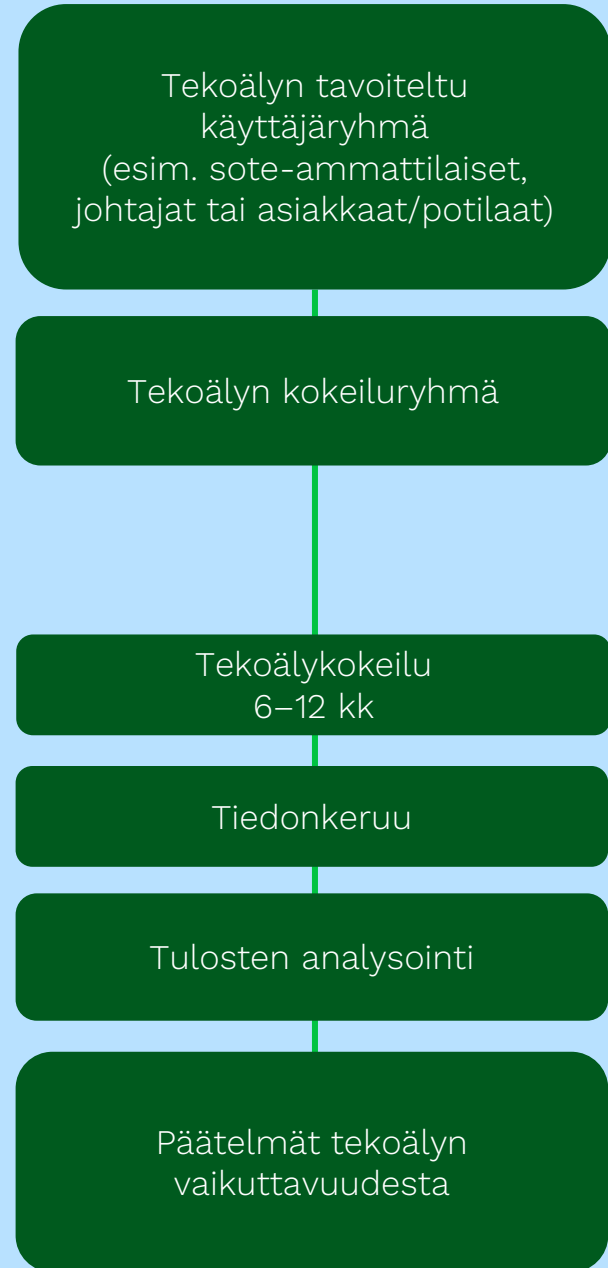 Tekoälyn tavoiteltu
käyttäjäryhmä
(esim. sote-ammattilaiset,
johtajat tai asiakkaat/potilaat)
Tekoälyn kokeiluryhmä
Tekoälykokeilu
6–12 kk
Tiedonkeruu
Tulosten analysointi
Päätelmät tekoälyn
vaikuttavuudesta